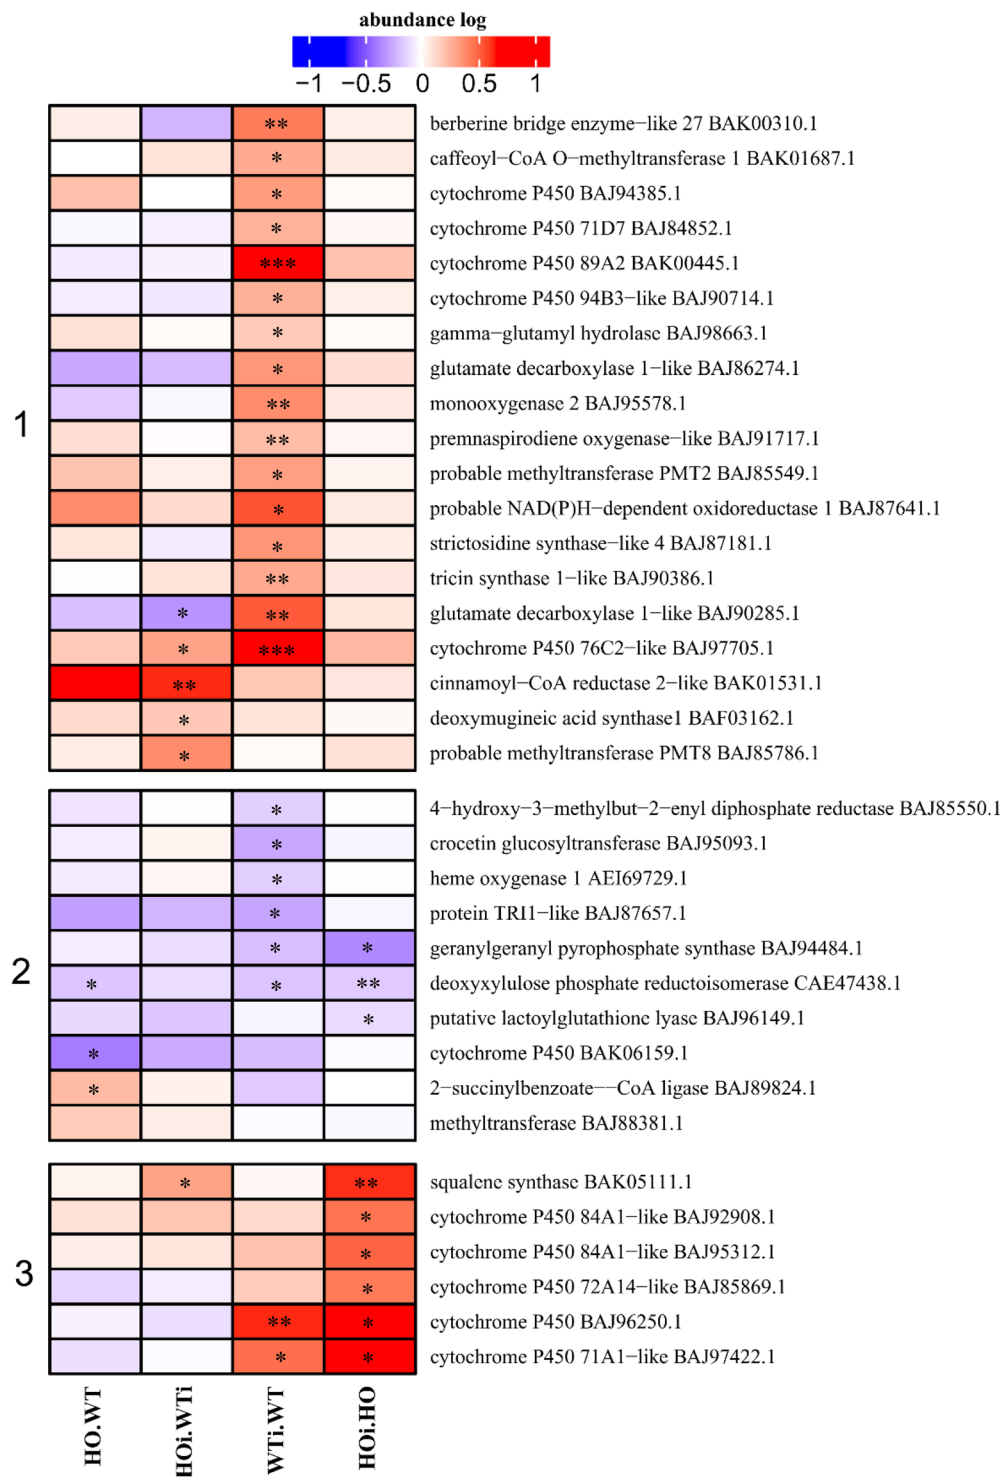 abundance log
−1 −0.5 0 0.5 1
** berberine bridge enzyme−like 27 BAK00310.1
* caffeoyl−CoA O−methyltransferase 1 BAK01687.1
* cytochrome P450 BAJ94385.1
* cytochrome P450 71D7 BAJ84852.1
*** cytochrome P450 89A2 BAK00445.1
* cytochrome P450 94B3−like BAJ90714.1
* gamma−glutamyl hydrolase BAJ98663.1
* glutamate decarboxylase 1−like BAJ86274.1
1 ** monooxygenase 2 BAJ95578.1
** premnaspirodiene oxygenase−like BAJ91717.1
* probable methyltransferase PMT2 BAJ85549.1
* probable NAD(P)H−dependent oxidoreductase 1 BAJ87641.1
* strictosidine synthase−like 4 BAJ87181.1
** tricin synthase 1−like BAJ90386.1
* ** glutamate decarboxylase 1−like BAJ90285.1
* *** cytochrome P450 76C2−like BAJ97705.1
** cinnamoyl−CoA reductase 2−like BAK01531.1
* deoxymugineic acid synthase1 BAF03162.1
* probable methyltransferase PMT8 BAJ85786.1
* 4−hydroxy−3−methylbut−2−enyl diphosphate reductase BAJ85550.1
* crocetin glucosyltransferase BAJ95093.1
* heme oxygenase 1 AEI69729.1
* protein TRI1−like BAJ87657.1
* * geranylgeranyl pyrophosphate synthase BAJ94484.1
2 * * ** deoxyxylulose phosphate reductoisomerase CAE47438.1
* putative lactoylglutathione lyase BAJ96149.1
* cytochrome P450 BAK06159.1
* 2−succinylbenzoate−−CoA ligase BAJ89824.1
methyltransferase BAJ88381.1
* ** squalene synthase BAK05111.1
* cytochrome P450 84A1−like BAJ92908.1
* cytochrome P450 84A1−like BAJ95312.1
3 * cytochrome P450 72A14−like BAJ85869.1
** * cytochrome P450 BAJ96250.1
* * cytochrome P450 71A1−like BAJ97422.1
HO.WT HOi.WTi WTi.WT HOi.HO